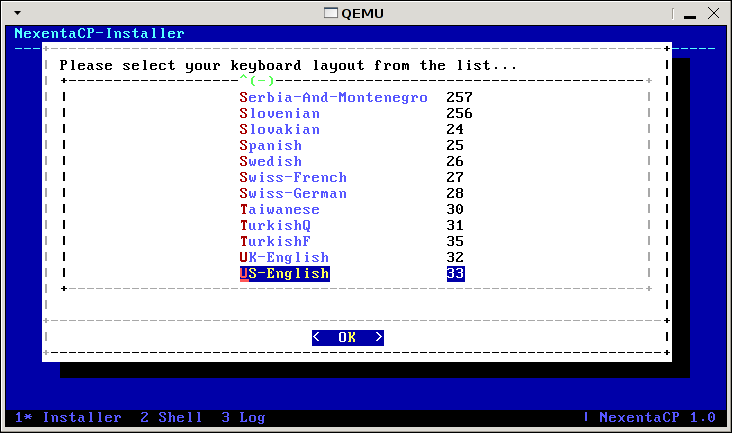 QEMU
NexentaCP-Installer
Please select your keyboard layout from the list...
^(-)
Serbia-And-Montenegro 257
Slovenian 256
Slovakian 24
Spanish 25
Swedish 26
Swiss-French 27
Swiss-German 28
Taiwanese 30
TurkishQ 31
TurkishF 35
UK-English 32
US-English 33
< OK >
1* Installer 2 Shell 3 Log | NexentaCP 1.0